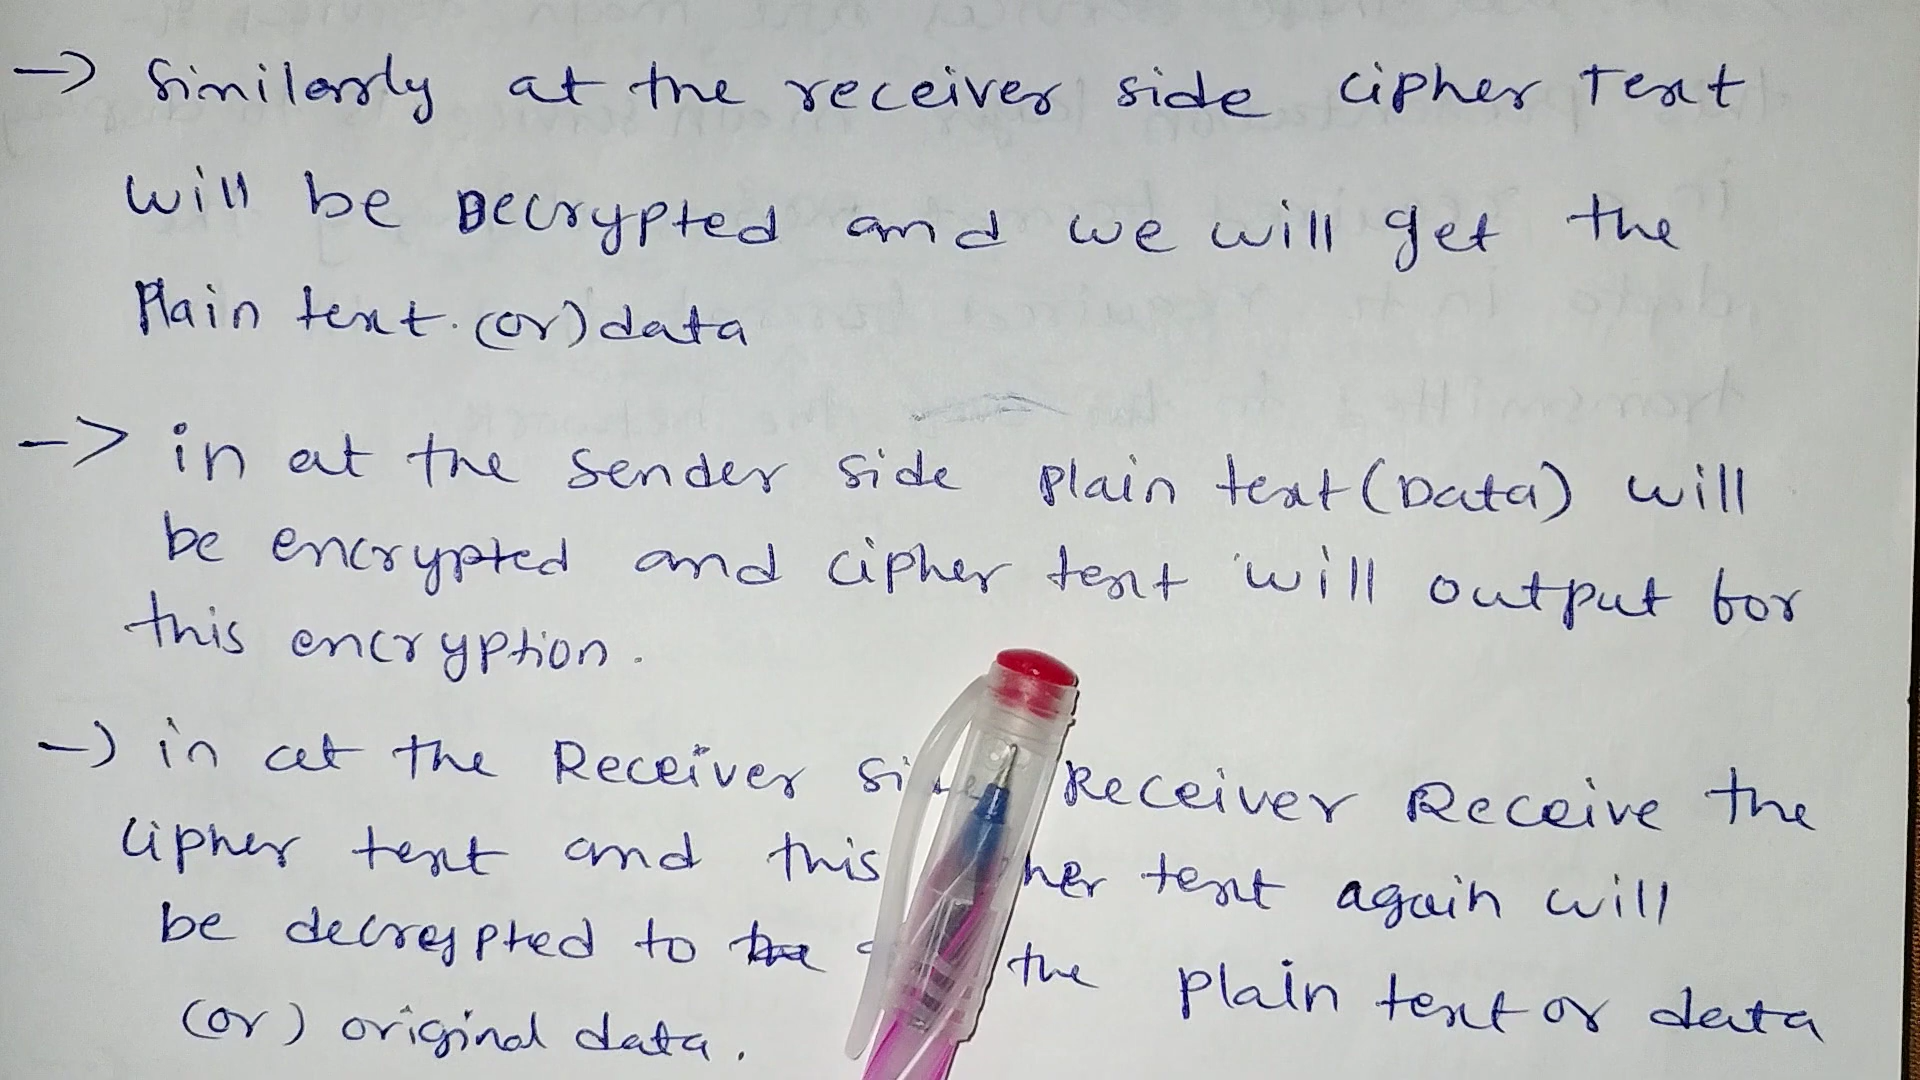 -> Similarly at the receiver side cipher Text
will be Decrypted and we will get the
Plain text. (or) data
-> in at the Sender side plain text (Data) will
be encrypted and cipher text will output for
this encryption.
-> in at the Receiver Receiver Receive the
cipher text and this text again will
be decrypted to the the plain text or data
(or) original data.